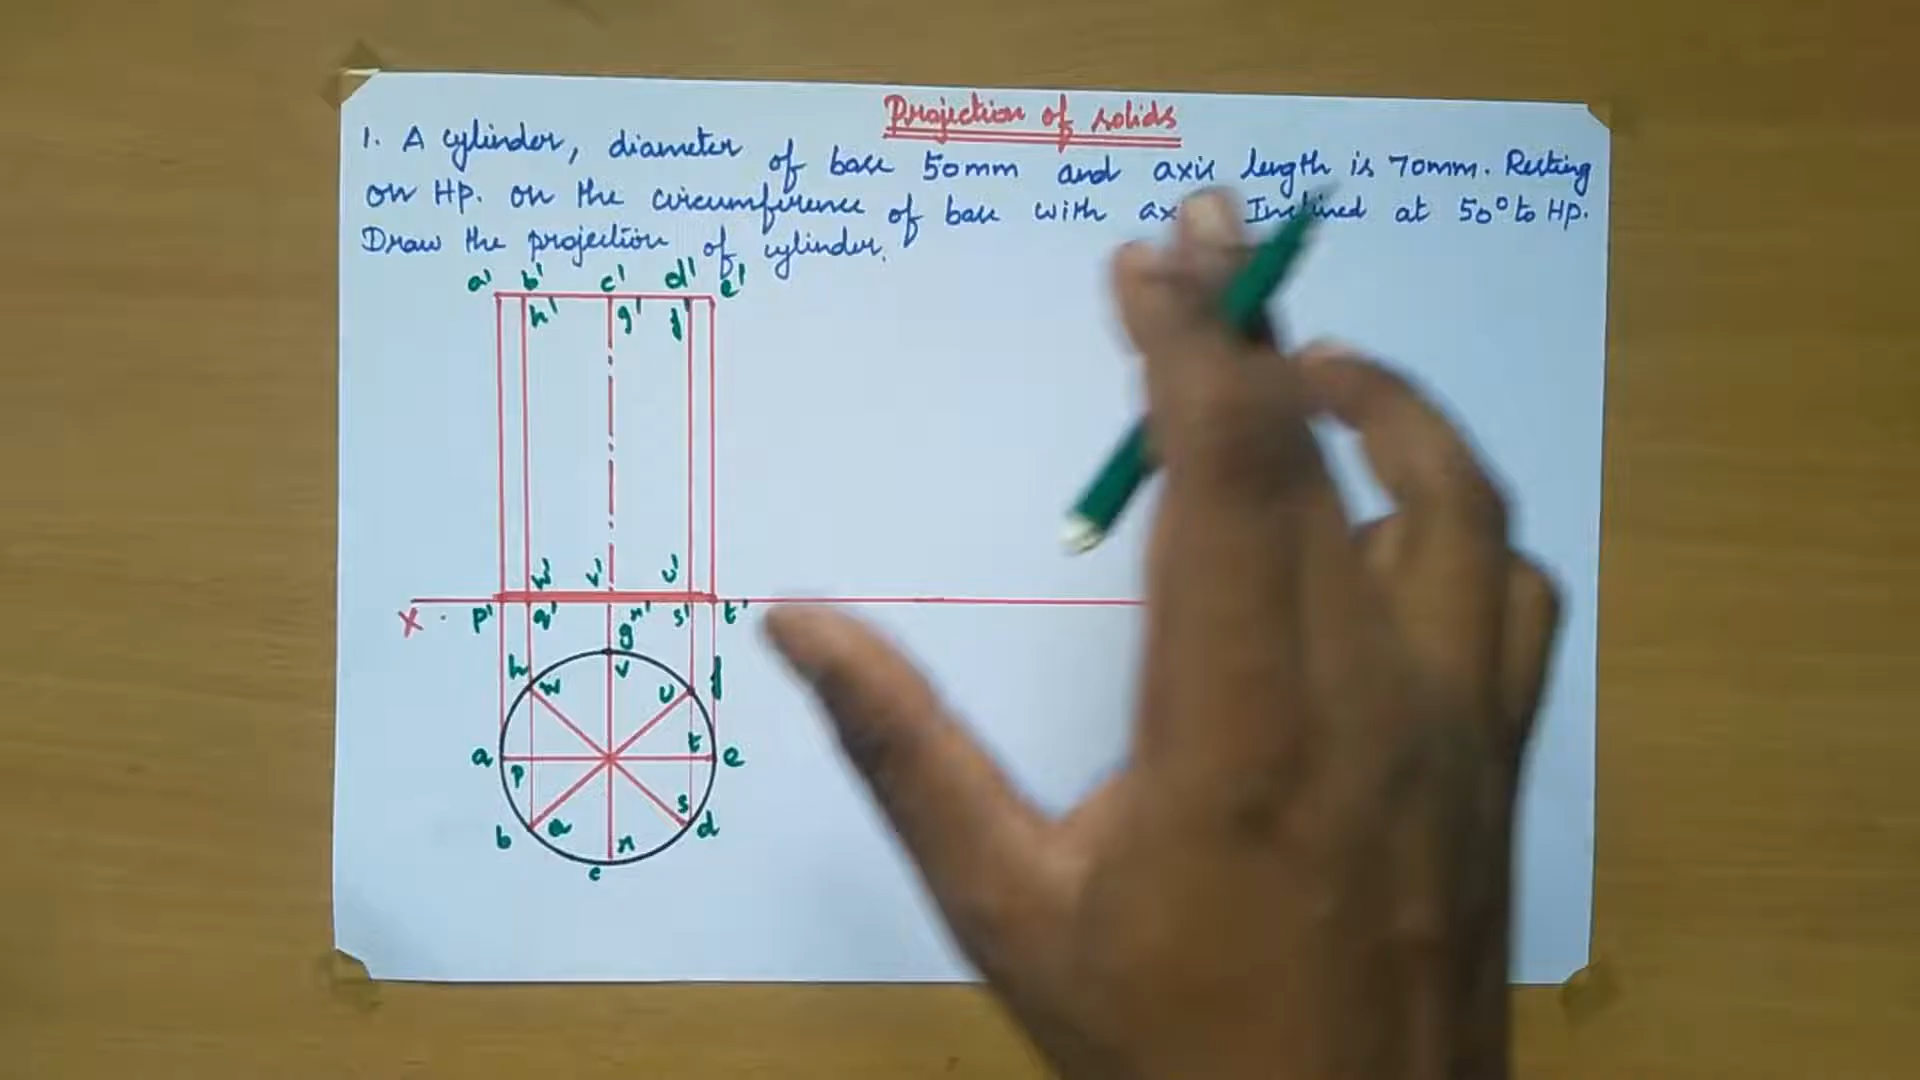 Projection of solids
1. A cylinder, diameter of base 50mm and axis length is 70mm. Resting
on HP. on the circumference of base with ax Inclined at 50° to HP.
Draw the projection of cylinder.
a' b' c' d' e'
h' g' f'
w' v' u'
X p' q' r' s' t'
g
h v f
w u
a t e
p
s
b q r d
c